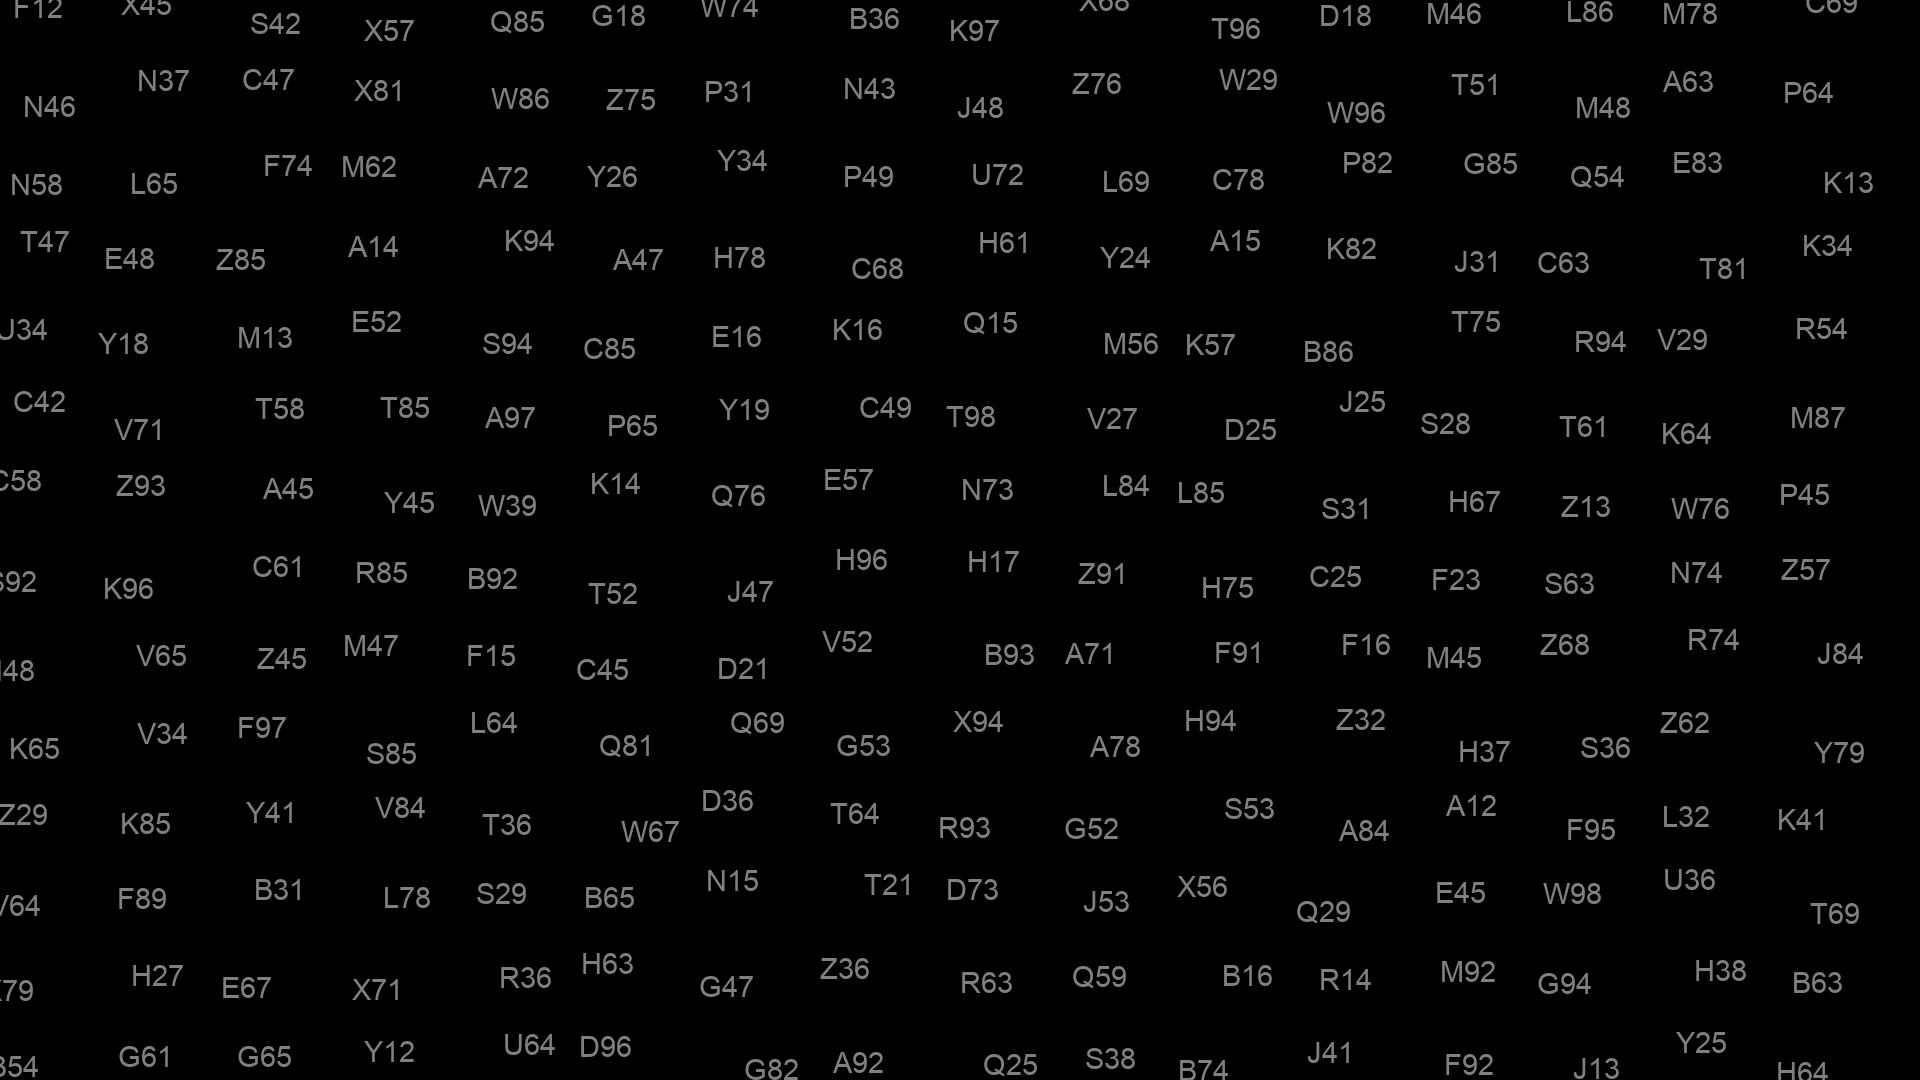 F12 X45 S42 X57 Q85 G18 W74 B36 K97 X68 T96 D18 M46 L86 M78 C69
N46 N37 C47 X81 W86 Z75 P31 N43 J48 Z76 W29 W96 T51 M48 A63 P64
N58 L65 F74 M62 A72 Y26 Y34 P49 U72 L69 C78 P82 G85 Q54 E83 K13
T47 E48 Z85 A14 K94 A47 H78 C68 H61 Y24 A15 K82 J31 C63 T81 K34
U34 Y18 M13 E52 S94 C85 E16 K16 Q15 M56 K57 B86 T75 R94 V29 R54
C42 V71 T58 T85 A97 P65 Y19 C49 T98 V27 D25 J25 S28 T61 K64 M87
C58 Z93 A45 Y45 W39 K14 Q76 E57 N73 L84 L85 S31 H67 Z13 W76 P45
K96 C61 R85 B92 T52 J47 H96 H17 Z91 H75 C25 F23 S63 N74 Z57
V65 Z45 M47 F15 C45 D21 V52 B93 A71 F91 F16 M45 Z68 R74 J84
K65 V34 F97 S85 L64 Q81 Q69 G53 X94 A78 H94 Z32 H37 S36 Z62 Y79
Z29 K85 Y41 V84 T36 W67 D36 T64 R93 G52 S53 A84 A12 F95 L32 K41
V64 F89 B31 L78 S29 B65 N15 T21 D73 J53 X56 Q29 E45 W98 U36 T69
H27 E67 X71 R36 H63 G47 Z36 R63 Q59 B16 R14 M92 G94 H38 B63
G61 G65 Y12 U64 D96 G82 A92 Q25 S38 B74 J41 F92 J13 Y25 H64